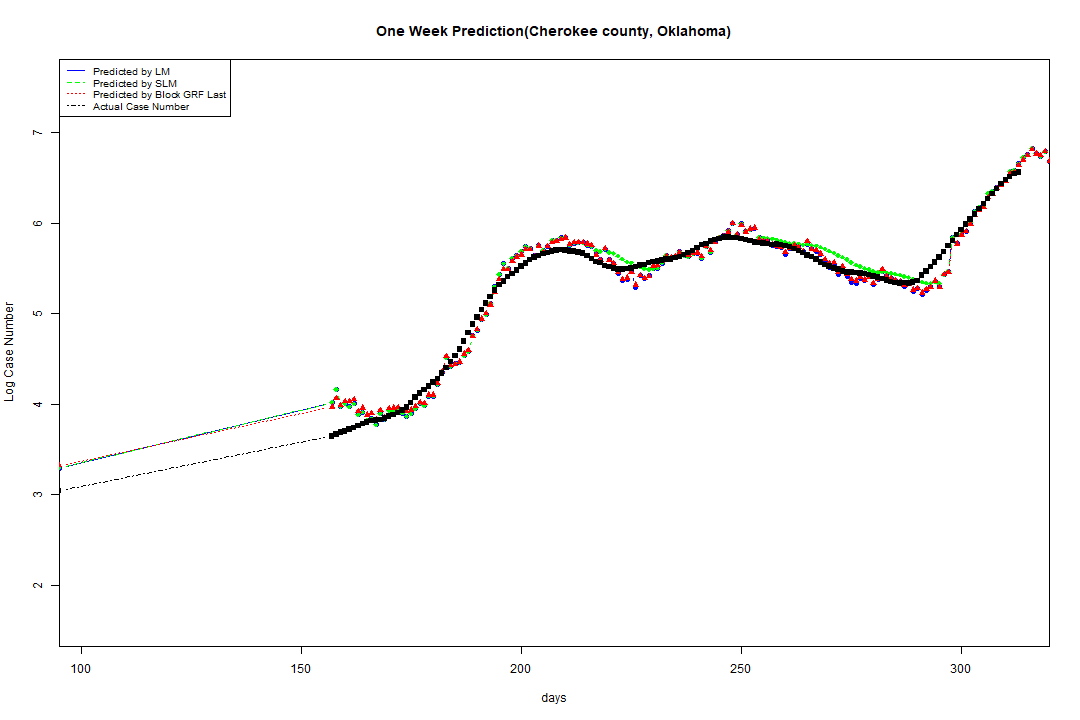 One Week Prediction(Cherokee county, Oklahoma)
Predicted by LM
Predicted by SLM
Predicted by Block GRF Last
Actual Case Number
7
6
5
4
3
2
Log Case Number
100 150 200 250 300
days